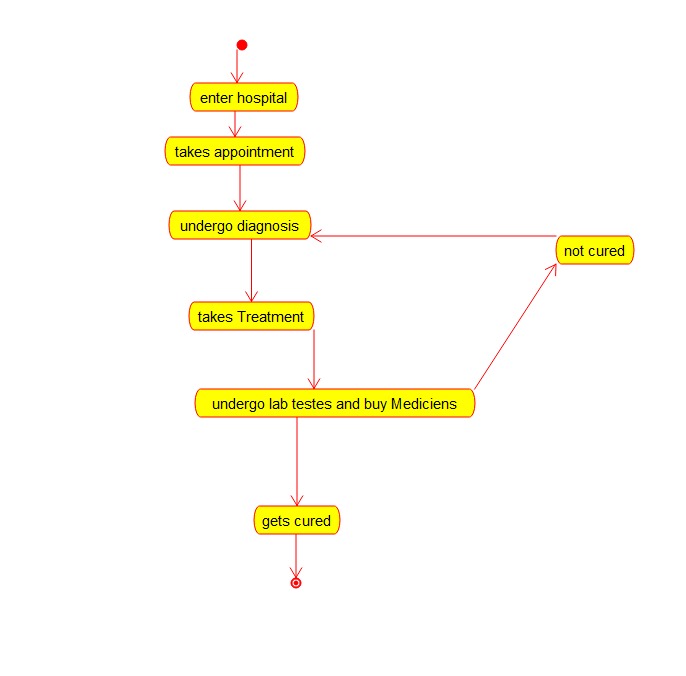 enter hospital
takes appointment
undergo diagnosis
not cured
takes Treatment
undergo lab testes and buy Mediciens
gets cured